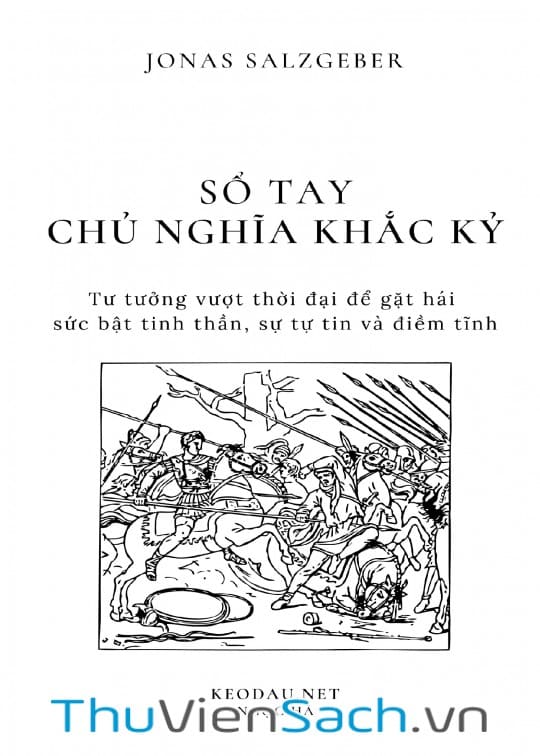 JONAS SALZGEBER
SỔ TAY
CHỦ NGHĨA KHẮC KỶ
Tư tưởng vượt thời đại để gặt hái
sức bật tinh thần, sự tự tin và điềm tĩnh
KEODAU NET
ThuVienSach.vn